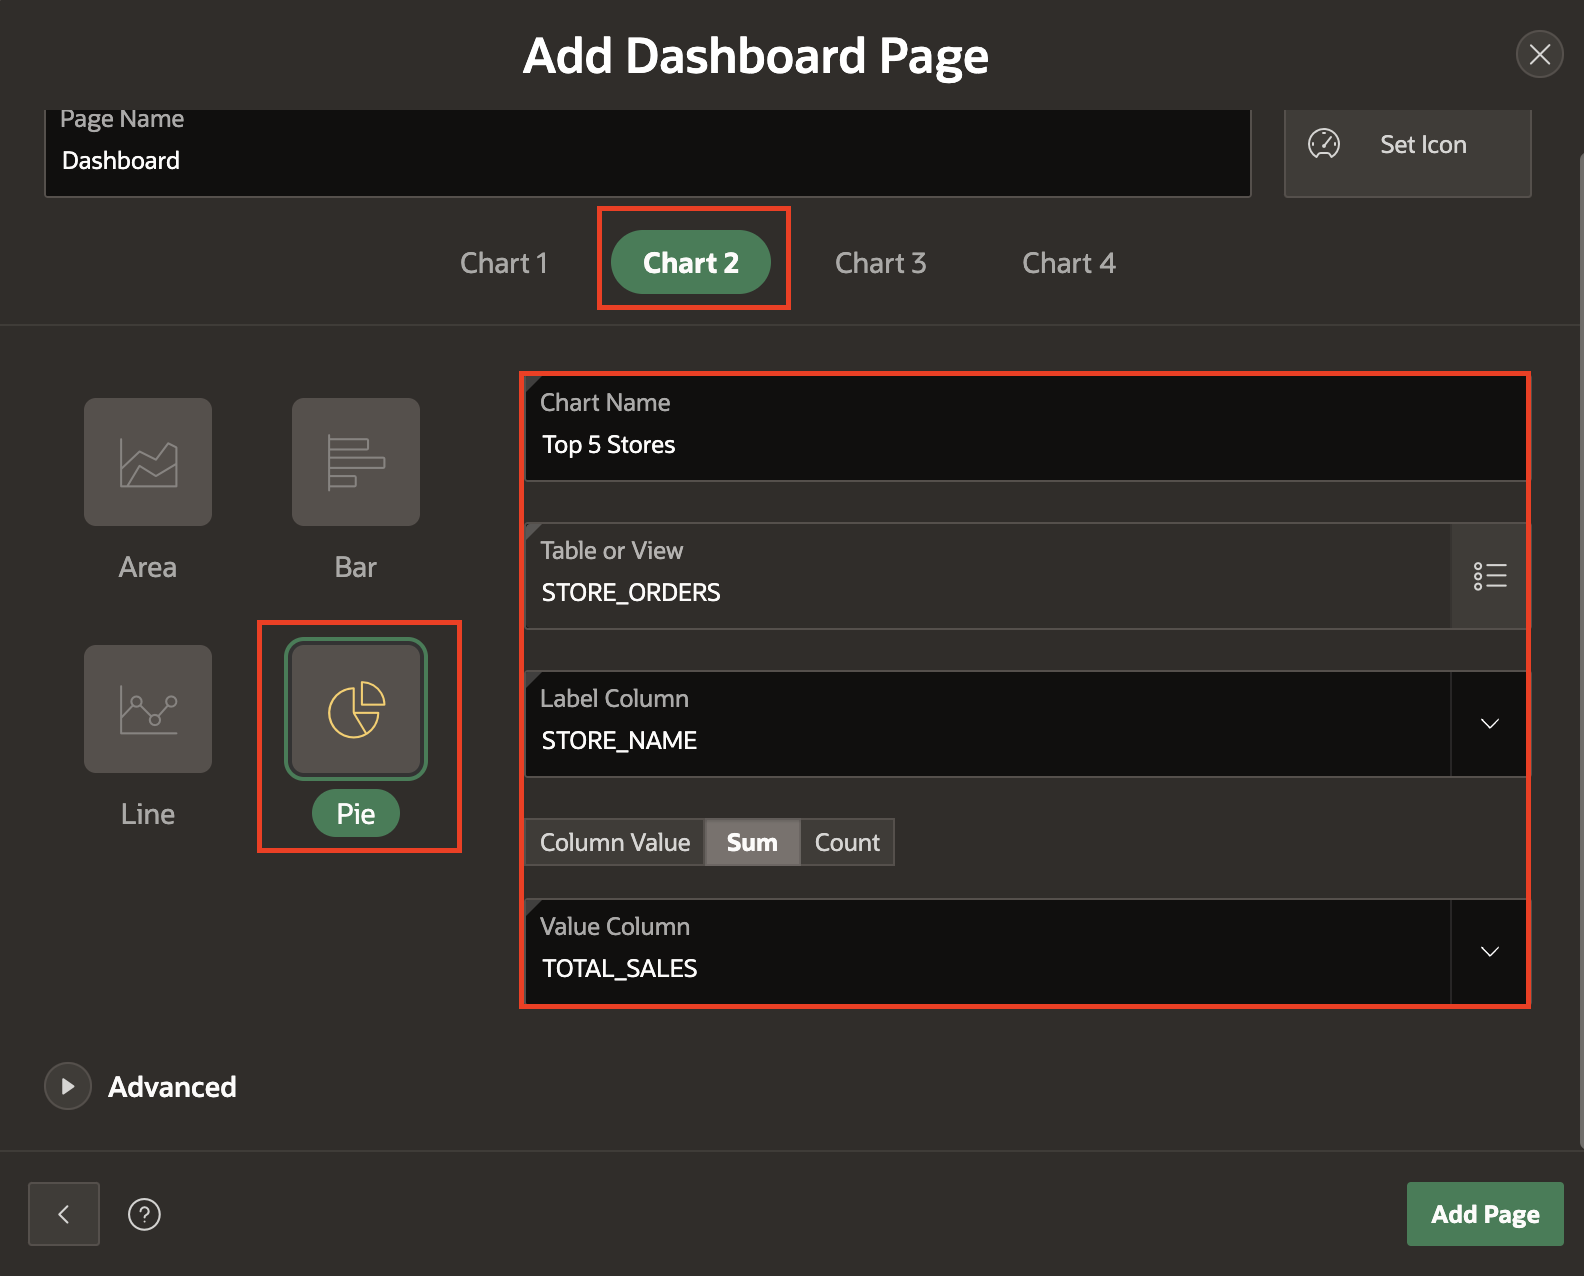 Add Dashboard Page
Page Name
Dashboard
Set Icon
Chart 1
Chart 2
Chart 3
Chart 4
Area
Bar
Line
Pie
Chart Name
Top 5 Stores
Table or View
STORE_ORDERS
Label Column
STORE_NAME
Column Value
Sum
Count
Value Column
TOTAL_SALES
Advanced
?
Add Page